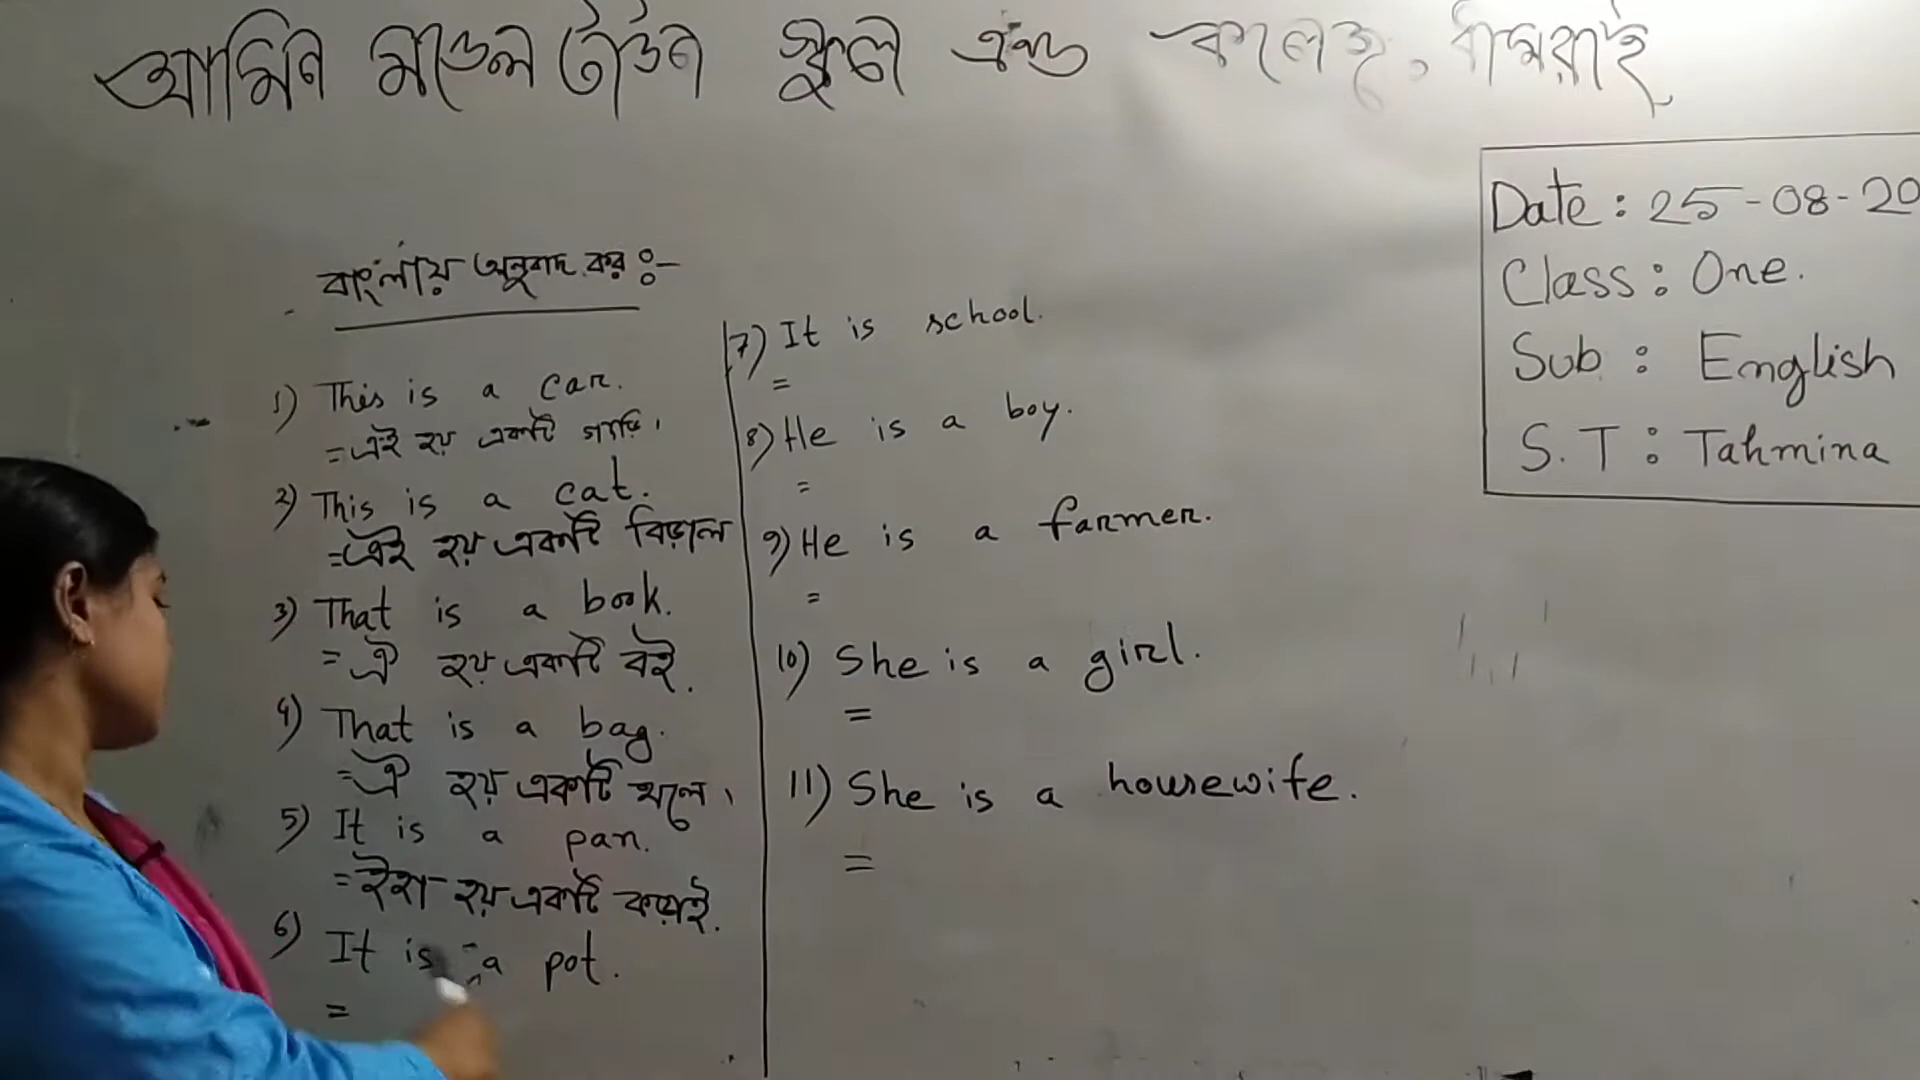 আমিন মডেল টাউন স্কুল এন্ড কলেজ, ধামরাই
Date : 25-08-20
Class : One.
Sub : English
S.T : Tahmina
বাংলায় অনুবাদ কর :-
1) This is a car.
= এই হয় একটি গাড়ি।
2) This is a cat.
= এই হয় একটি বিড়াল
3) That is a book.
= ঐ হয় একটি বই.
4) That is a bag.
= ঐ হয় একটি থলে।
5) It is a pan.
= ইহা হয় একটি কড়াই.
6) It is a pot.
=
7) It is school.
=
8) He is a boy.
=
9) He is a farmer.
=
10) She is a girl.
=
11) She is a housewife.
=